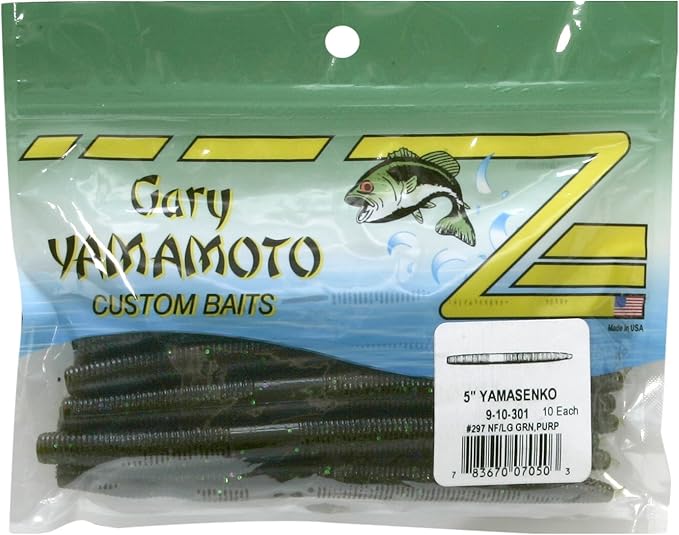 Gary
YAMAMOTO
CUSTOM BAITS
Made in USA
5" YAMASENKO
9-10-301 10 Each
#297 NF/LG GRN,PURP
7 83670 07050 3